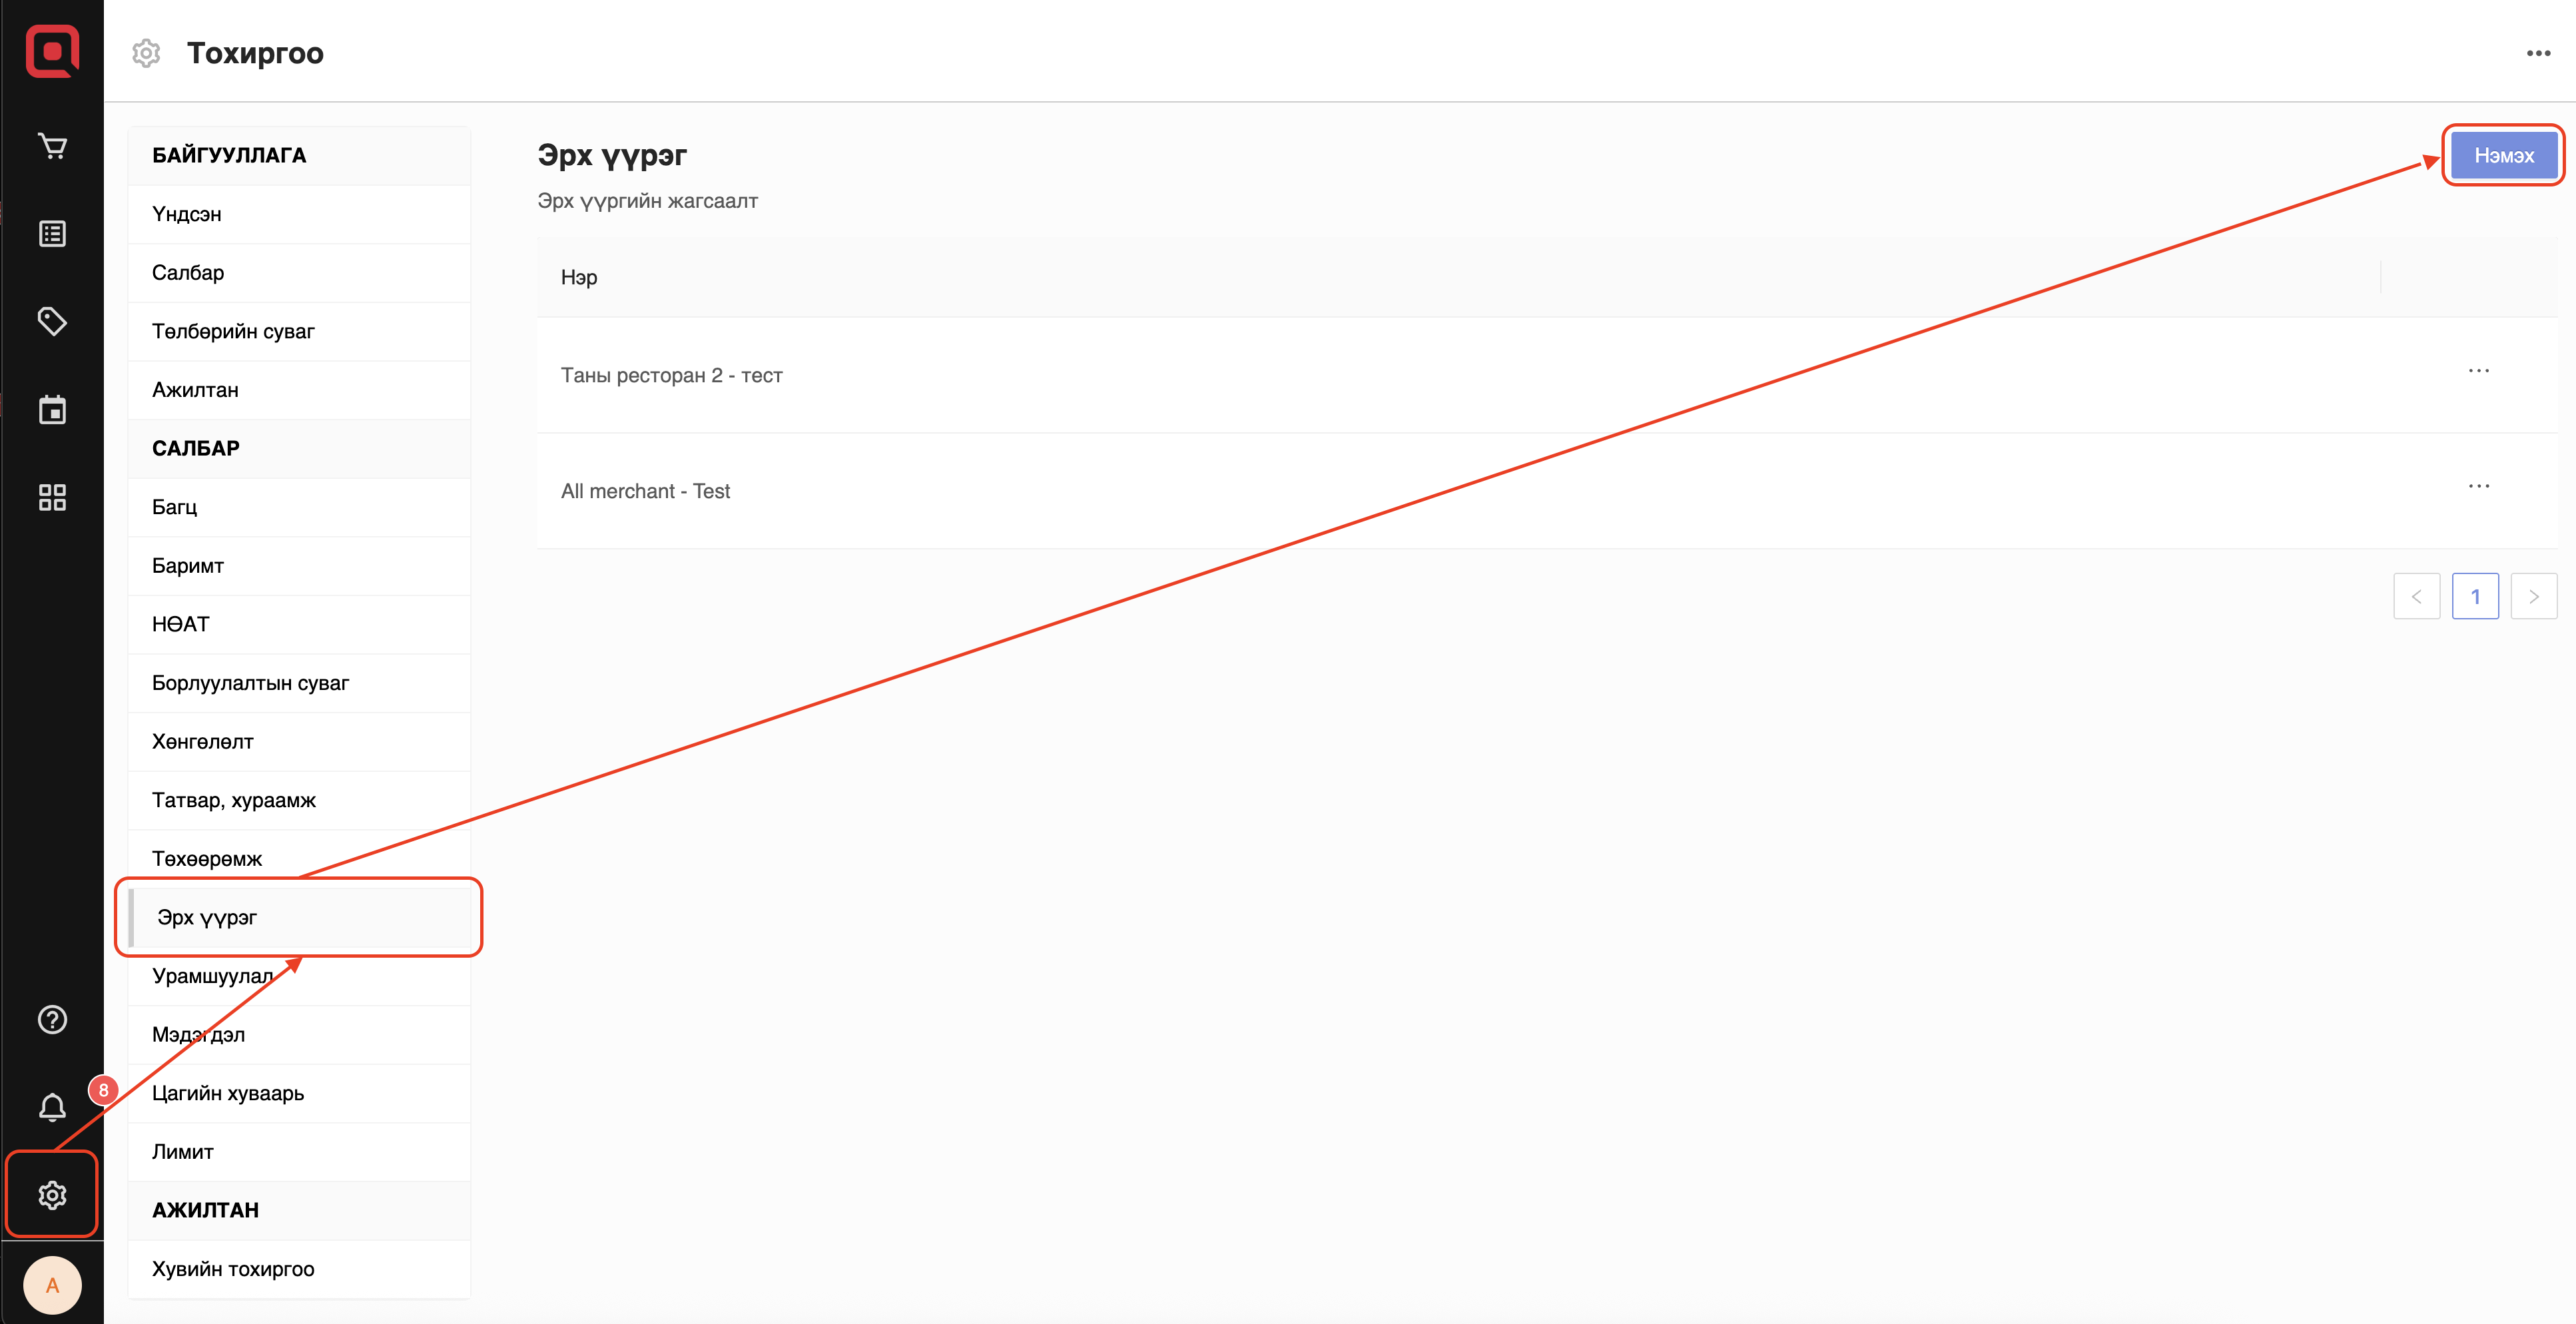 Тохиргоо
БАЙГУУЛЛАГА
Үндсэн
Салбар
Төлбөрийн суваг
Ажилтан
САЛБАР
Багц
Баримт
НӨАТ
Борлуулалтын суваг
Хөнгөлөлт
Татвар, хураамж
Төхөөрөмж
Эрх үүрэг
Урамшуулал
Мэдэгдэл
Цагийн хуваарь
Лимит
АЖИЛТАН
Хувийн тохиргоо
8
A
Эрх үүрэг
Нэмэх
Эрх үүргийн жагсаалт
Нэр
Таны ресторан 2 - тест
All merchant - Test
1